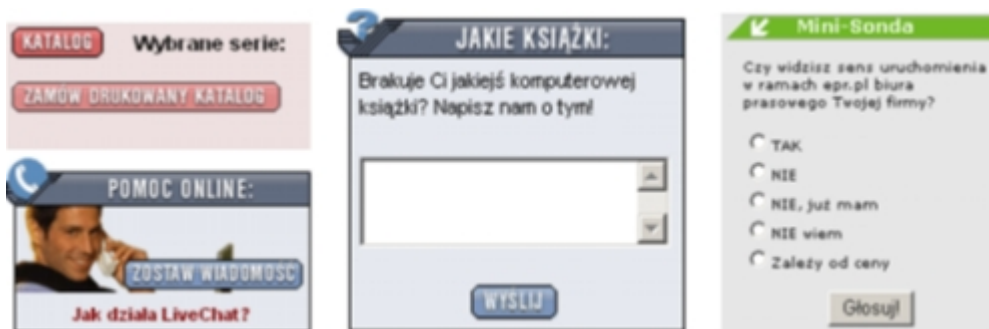 KATALOG Wybrane serie:
ZAMÓW DRUKOWANY KATALOG
POMOC ONLINE:
ZOSTAW WIADOMOŚĆ
Jak działa LiveChat?
JAKIE KSIĄŻKI:
Brakuje Ci jakiejś komputerowej
książki? Napisz nam o tym!
WYŚLIJ
Mini-Sonda
Czy widzisz sens uruchomienia
w ramach epr.pl biura
prasowego Twojej firmy?
TAK
NIE
NIE, już mam
NIE wiem
Zależy od ceny
Głosuj!